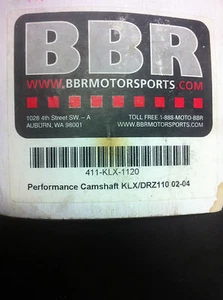 BBR
WWW.BBRMOTORSPORTS.COM
1028 4th Street SW. – A
AUBURN, WA 98001
TOLL FREE 1-888-MOTO-BBR
WWW.BBRMOTORSPORTS.COM
411-KLX-1120
Performance Camshaft KLX/DRZ110 02-04